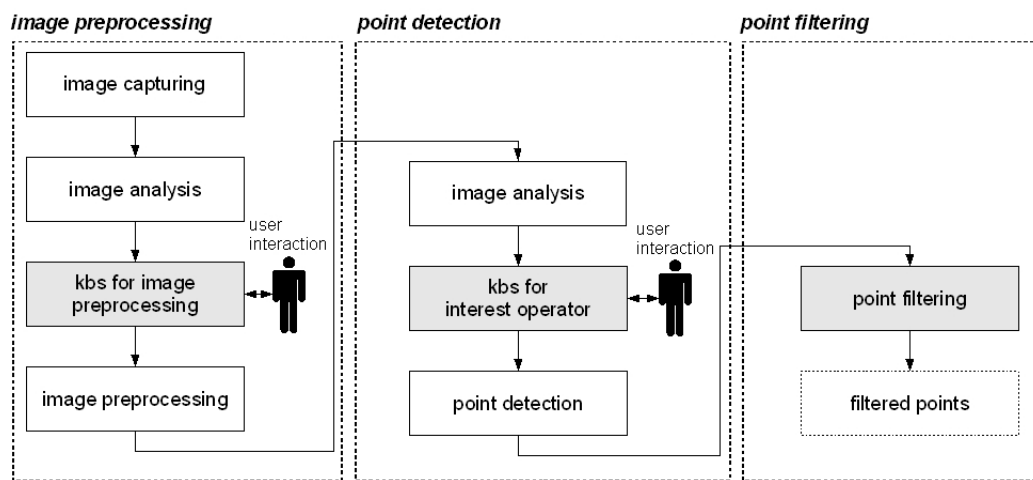 image preprocessing
image capturing
image analysis
user
interaction
kbs for image
preprocessing
image preprocessing
point detection
image analysis
user
interaction
kbs for
interest operator
point detection
point filtering
point filtering
filtered points